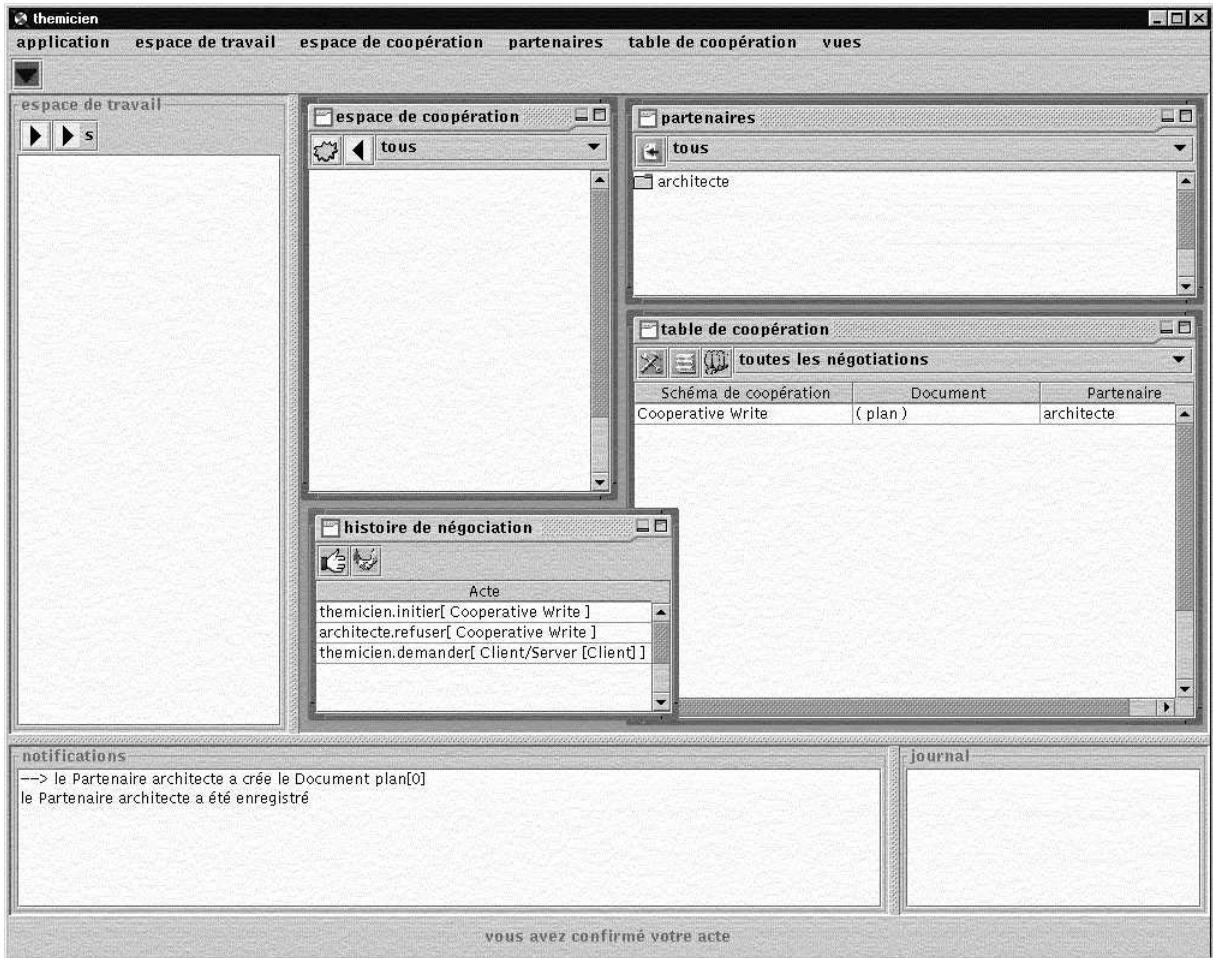 themicien
application espace de travail espace de coopération partenaires table de coopération vues
espace de travail
s
espace de coopération
tous
partenaires
tous
architecte
table de coopération
toutes les négotiations
Schéma de coopération Document Partenaire
Cooperative Write ( plan ) architecte
histoire de négociation
Acte
themicien.initier[ Cooperative Write ]
architecte.refuser[ Cooperative Write ]
themicien.demander[ Client/Server [Client] ]
notifications
--> le Partenaire architecte a crée le Document plan[0]
le Partenaire architecte a été enregistré
journal
vous avez confirmé votre acte